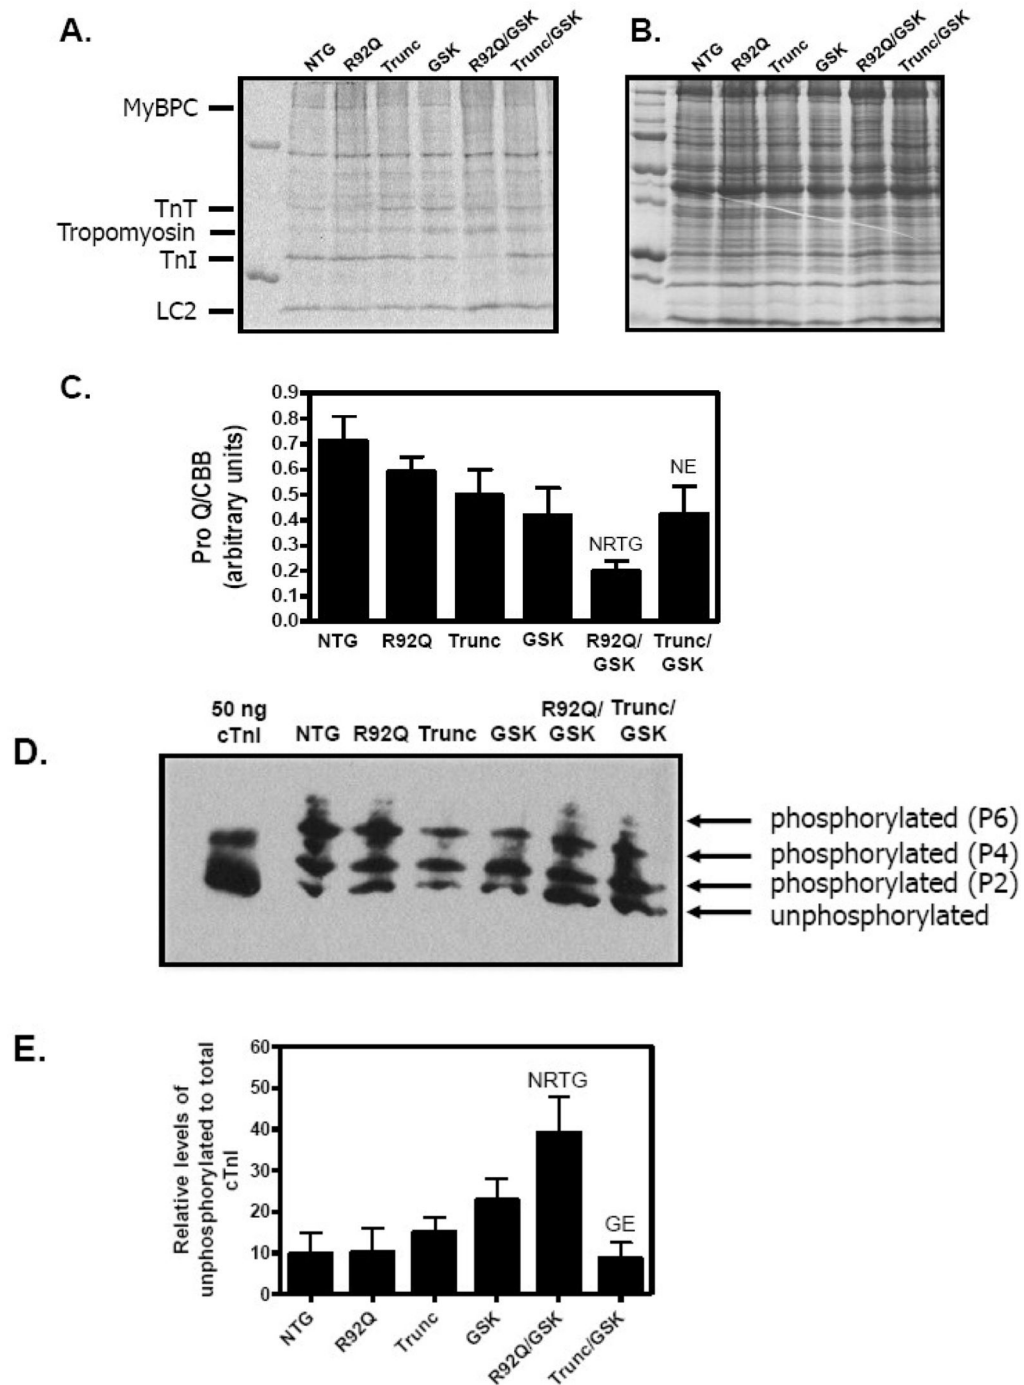 A.
NTG R92Q Trunc GSK R92Q/GSK Trunc/GSK
MyBPC
TnT
Tropomyosin
TnI
LC2
B.
NTG R92Q Trunc GSK R92Q/GSK Trunc/GSK
C.
Pro Q/CBB
(arbitrary units)
0.9
0.8
0.7
0.6
0.5
0.4
0.3
0.2
0.1
0.0
NRTG
NE
NTG R92Q Trunc GSK R92Q/ Trunc/
GSK GSK
D.
50 ng R92Q/ Trunc/
cTnI NTG R92Q Trunc GSK GSK GSK
phosphorylated (P6)
phosphorylated (P4)
phosphorylated (P2)
unphosphorylated
E.
Relative levels of
unphosphorylated to total
cTnI
60
50
40
30
20
10
0
NRTG
GE
NTG R92Q Trunc GSK R92Q/GSK Trunc/GSK